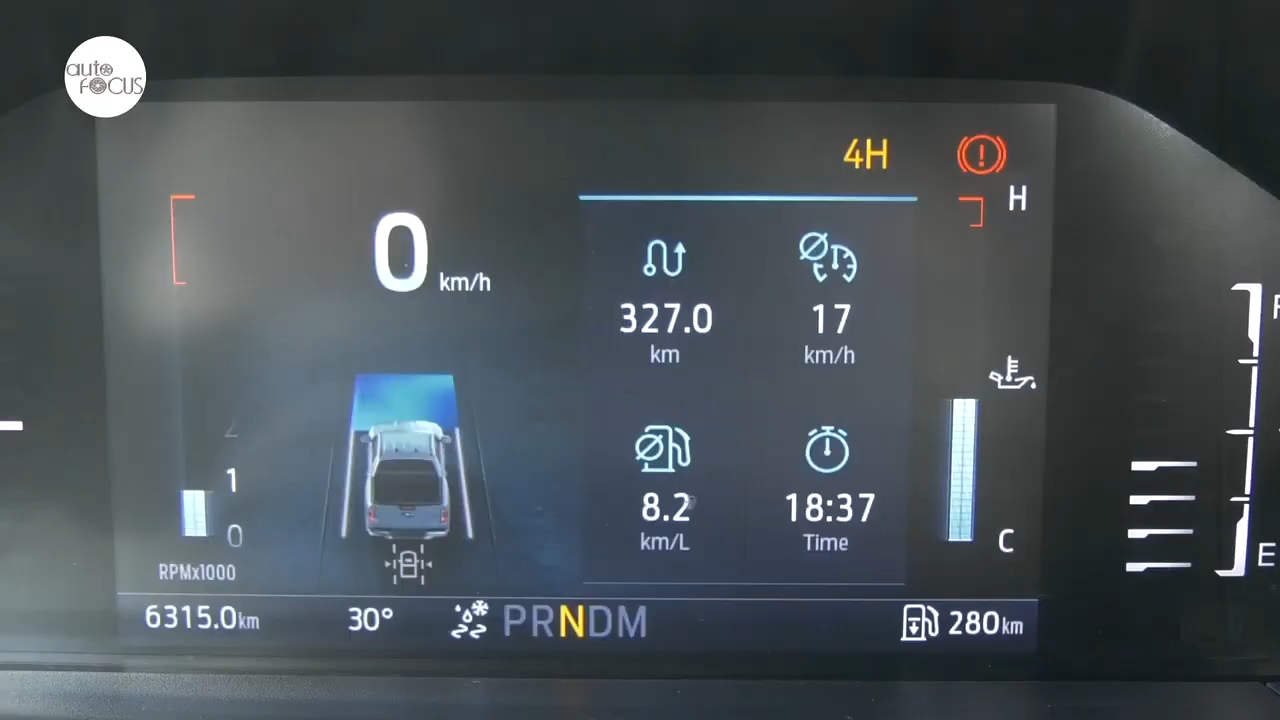 auto
FOCUS
4H
H
0 km/h
327.0
km
17
km/h
2
1
0
RPMx1000
8.2
km/L
18:37
Time
C
F
E
6315.0km
30°
PRNDM
280km